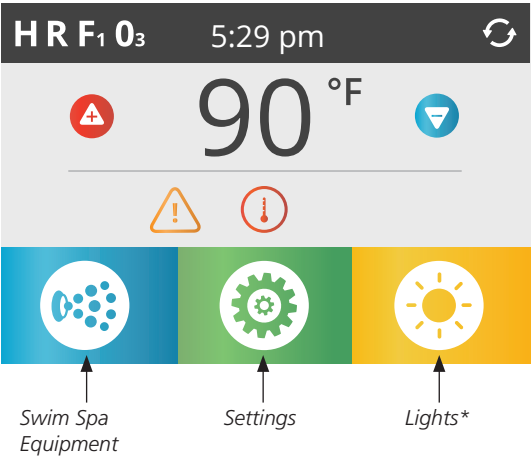 H R F1 03 5:29 pm
90 °F
Swim Spa Equipment
Settings
Lights*